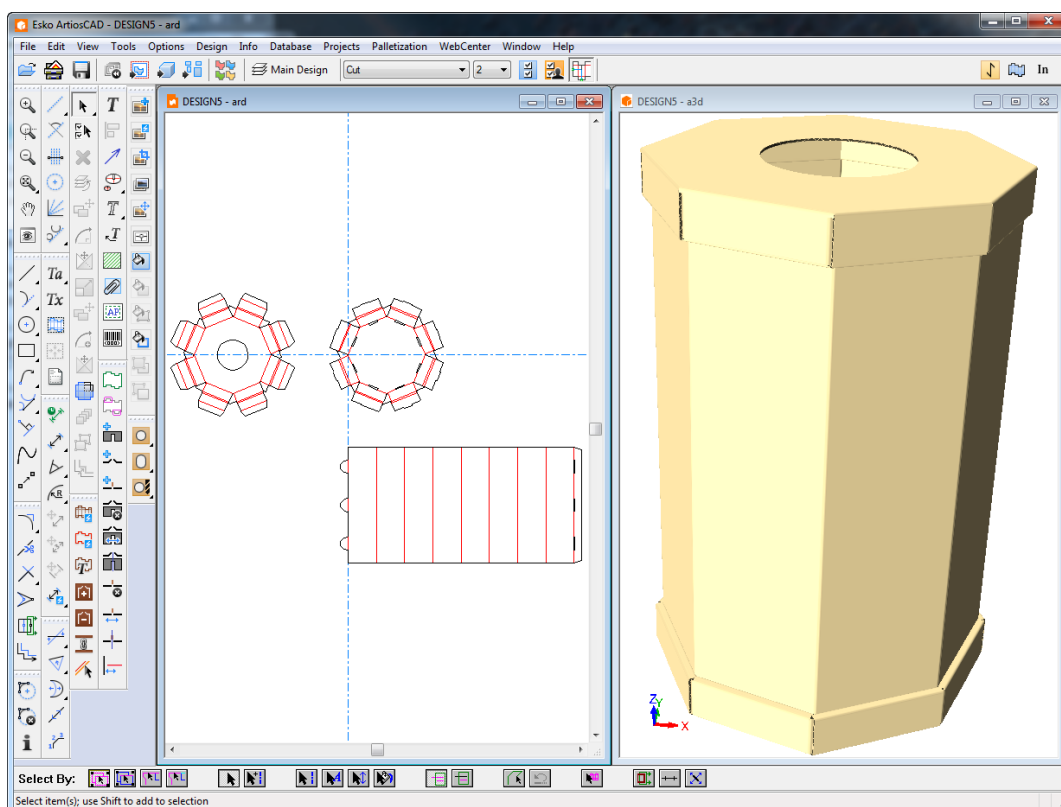 Esko ArtiosCAD - DESIGN5 - ard
File Edit View Tools Options Design Info Database Projects Palletization WebCenter Window Help
Main Design Cut 2 In
DESIGN5 - ard
DESIGN5 - a3d
T
T
T
Ta
Tx
AE
R
T
i
Z
Y
X
Select By:
Select item(s); use Shift to add to selection